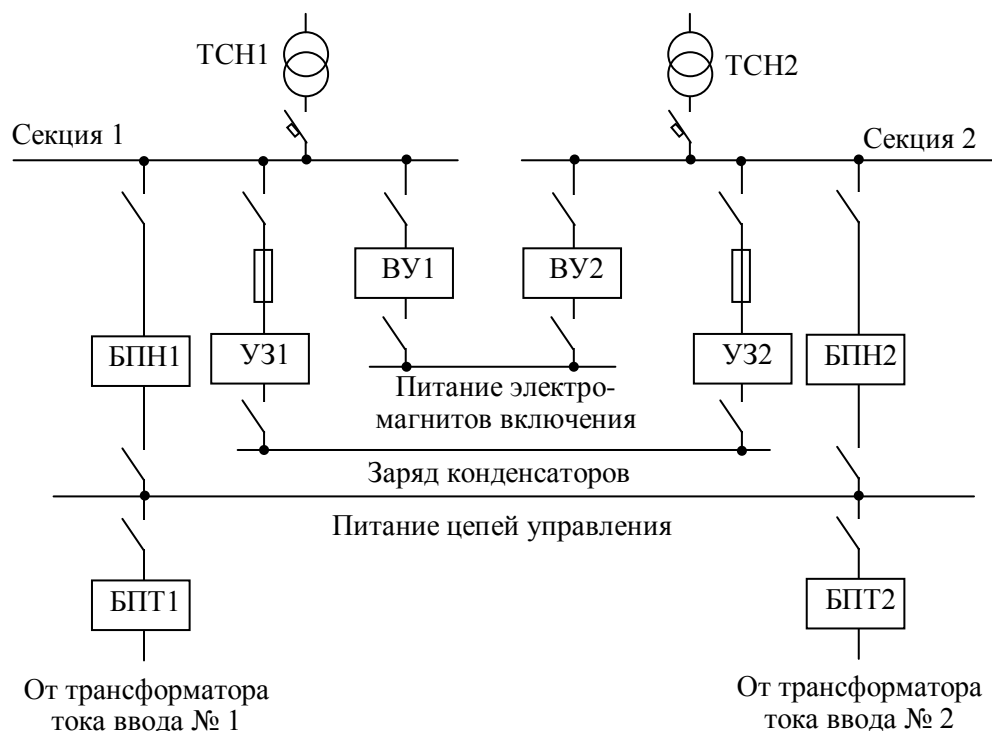 ТСН1
ТСН2
Секция 1
Секция 2
ВУ1
ВУ2
БПН1
УЗ1
УЗ2
БПН2
Питание электро-
магнитов включения
Заряд конденсаторов
Питание цепей управления
БПТ1
БПТ2
От трансформатора
тока ввода № 1
От трансформатора
тока ввода № 2